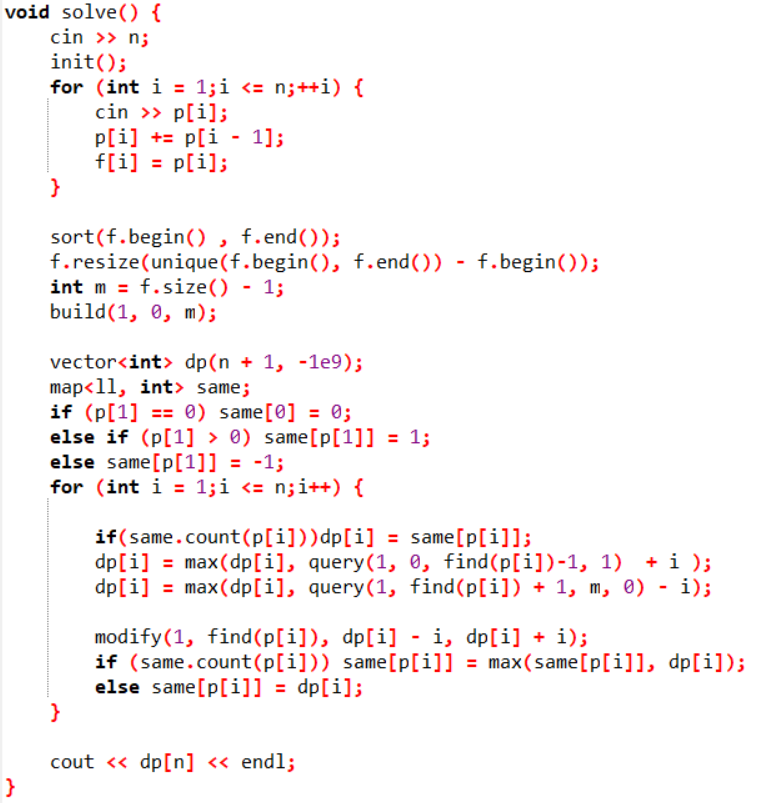 void solve() {
    cin >> n;
    init();
    for (int i = 1;i <= n;++i) {
        cin >> p[i];
        p[i] += p[i - 1];
        f[i] = p[i];
    }

    sort(f.begin() , f.end());
    f.resize(unique(f.begin(), f.end()) - f.begin());
    int m = f.size() - 1;
    build(1, 0, m);

    vector<int> dp(n + 1, -1e9);
    map<ll, int> same;
    if (p[1] == 0) same[0] = 0;
    else if (p[1] > 0) same[p[1]] = 1;
    else same[p[1]] = -1;
    for (int i = 1;i <= n;i++) {

        if(same.count(p[i]))dp[i] = same[p[i]];
        dp[i] = max(dp[i], query(1, 0, find(p[i])-1, 1)  + i );
        dp[i] = max(dp[i], query(1, find(p[i]) + 1, m, 0) - i);

        modify(1, find(p[i]), dp[i] - i, dp[i] + i);
        if (same.count(p[i])) same[p[i]] = max(same[p[i]], dp[i]);
        else same[p[i]] = dp[i];
    }

    cout << dp[n] << endl;
}